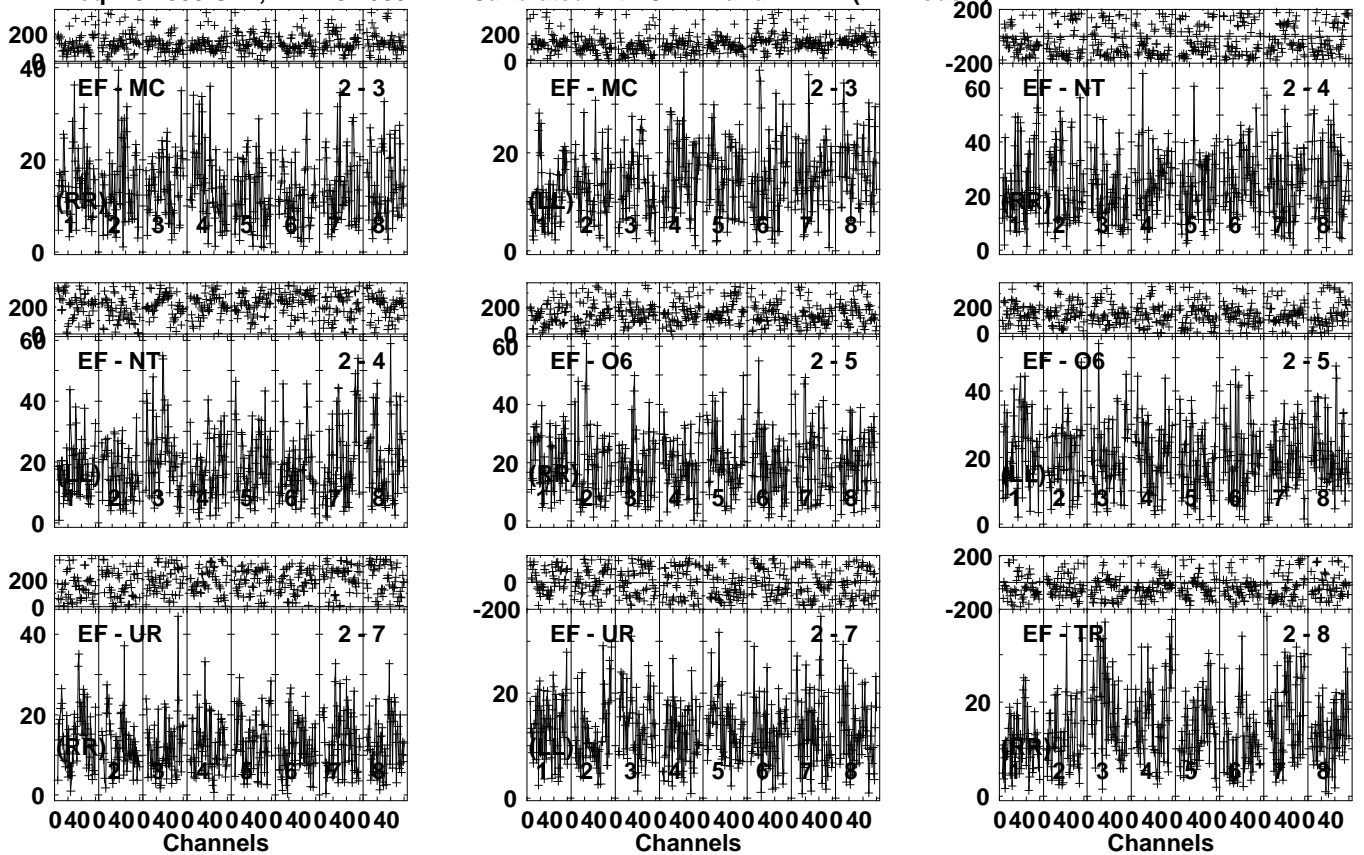 200 0 200 0 200 -200
40 20 0 EF - MC 2 - 3 (RR) 1 2 3 4 5 6 7 8
20 0 EF - MC 2 - 3 (LL) 1 2 3 4 5 6 7 8
60 40 20 0 EF - NT 2 - 4 (RR) 1 2 3 4 5 6 7 8
200 0 200 0 200 0
60 40 20 0 EF - NT 2 - 4 (LL) 1 2 3 4 5 6 7 8
60 40 20 0 EF - O6 2 - 5 (RR) 1 2 3 4 5 6 7 8
40 20 0 EF - O6 2 - 5 (LL) 1 2 3 4 5 6 7 8
200 0 0 -200 200 -200
40 20 0 EF - UR 2 - 7 (RR) 1 2 3 4 5 6 7 8
20 0 EF - UR 2 - 7 (LL) 1 2 3 4 5 6 7 8
20 0 EF - TR 2 - 8 (RR) 1 2 3 4 5 6 7 8
0 40 0 40 0 40 0 40 0 40 0 40 0 40 0 40 0 40 0 40 0 40 0 40 0 40 0 40 0 40 0 40 0 40 0 40 0 40 0 40 0 40 0 40 0 40 0 40
Channels Channels Channels